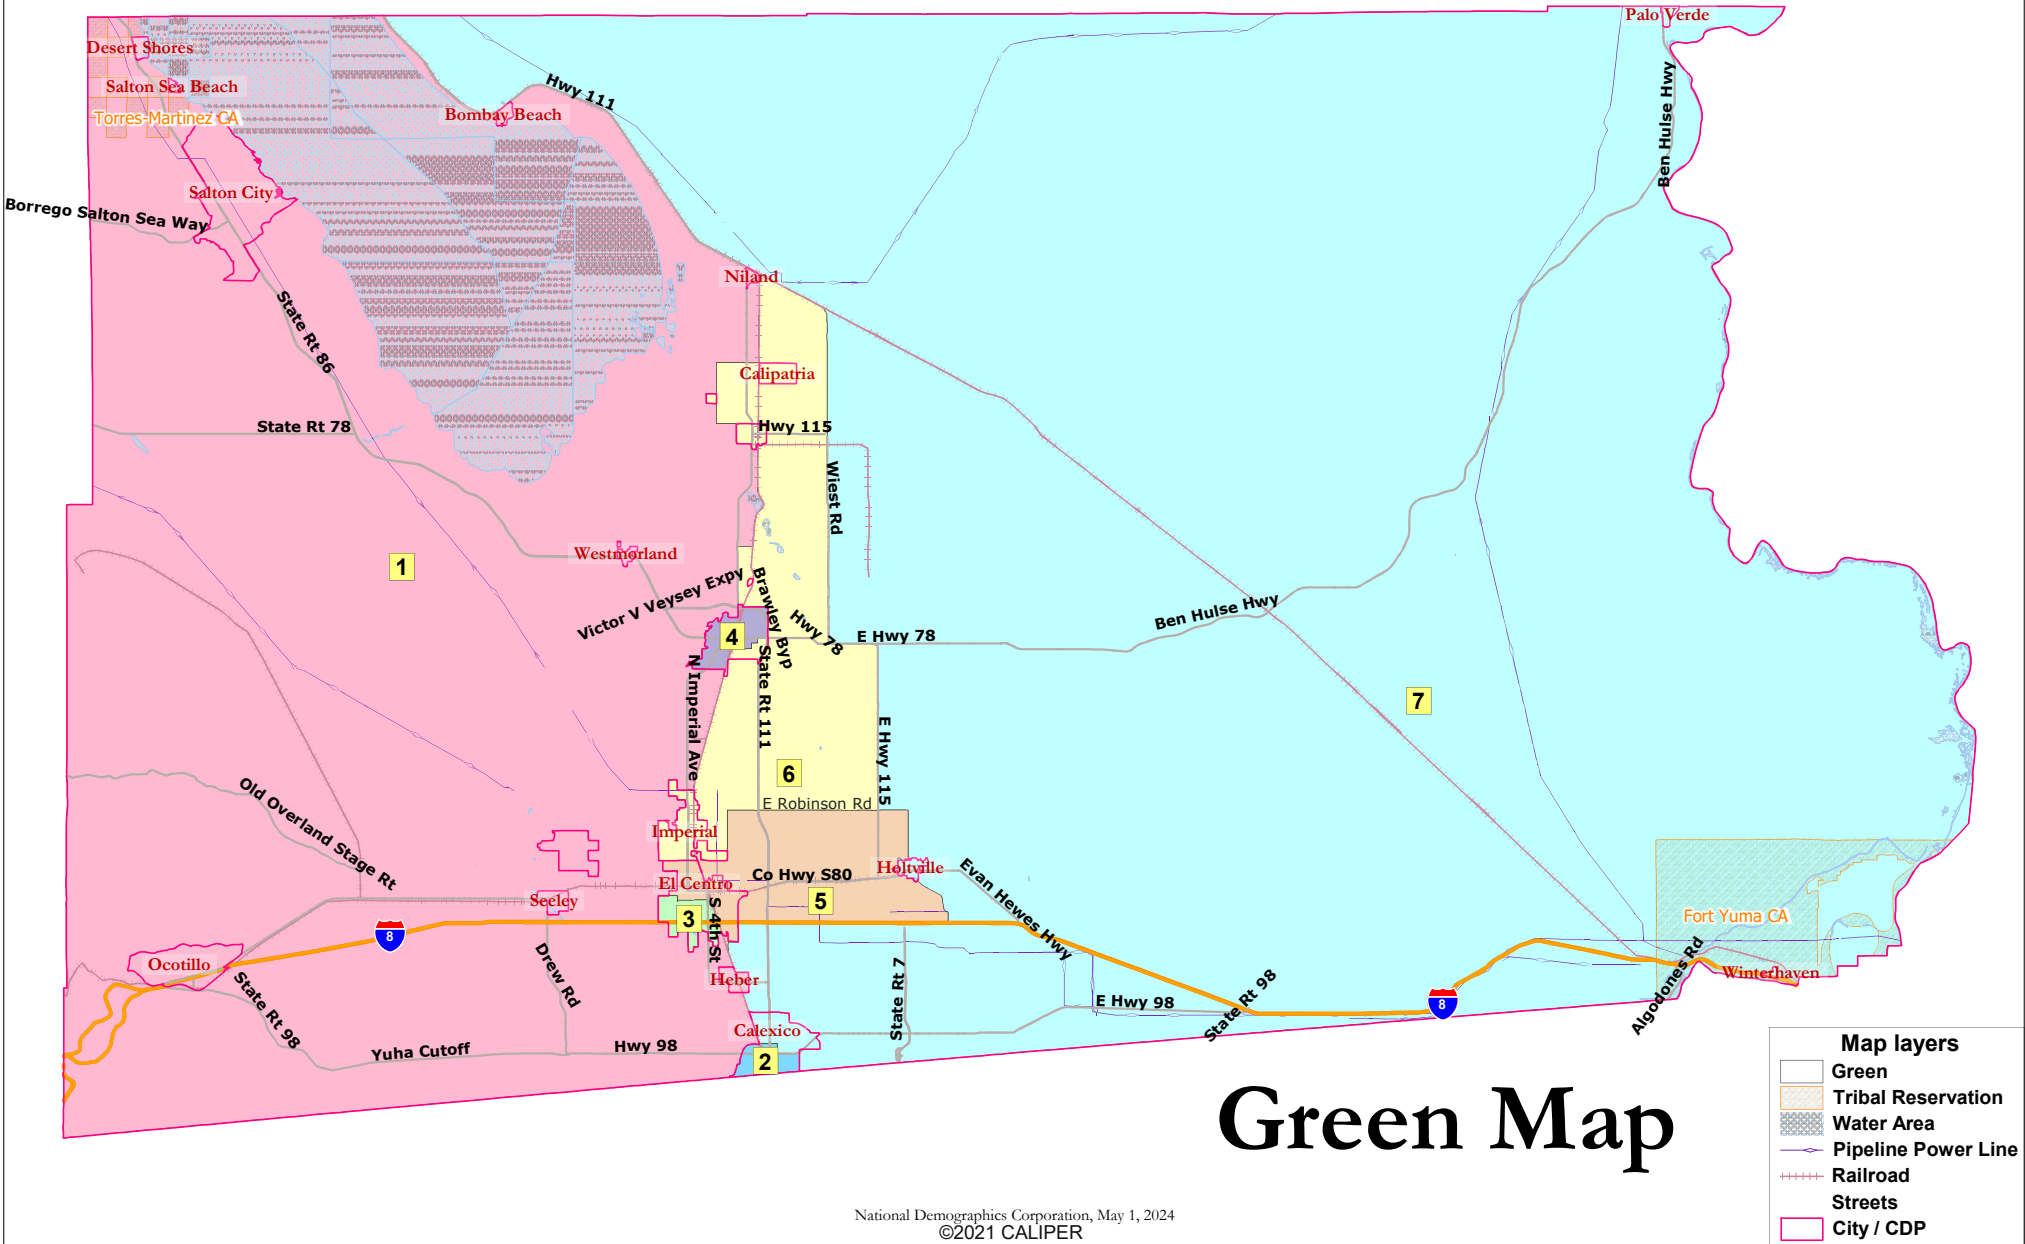 Palo Verde
Desert Shores
Salton Sea Beach
Hwy 111
Bombay Beach
Torres-Martinez CA
Ben Hulse Hwy
Salton City
Borrego Salton Sea Way
Niland
State Rt 86
Calipatria
State Rt 78
Hwy 115
Wiest Rd
Westmorland
1
Victor V Veysey Expy
Brawley Byp
Ben Hulse Hwy
4
Hwy 78
E Hwy 78
N Imperial Ave
State Rt 111
7
E Hwy 115
6
Old Overland Stage Rt
E Robinson Rd
Imperial
Holtville
Co Hwy S80
El Centro
Evan Hewes Hwy
Seeley
5
3
S 4th St
Fort Yuma CA
8
Ocotillo
Drew Rd
Heber
State Rt 7
Algodones Rd
Winterhaven
State Rt 98
E Hwy 98
State Rt 98
8
Calexico
Yuha Cutoff
Hwy 98
2
Green Map
Map layers
Green
Tribal Reservation
Water Area
Pipeline Power Line
Railroad
Streets
City / CDP
National Demographics Corporation, May 1, 2024
©2021 CALIPER